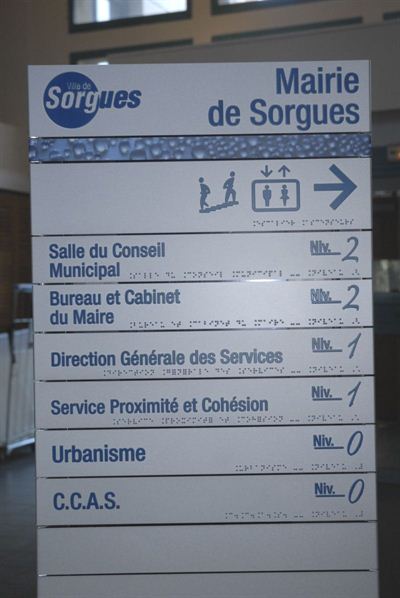 Ville de
Sorgues
Mairie
de Sorgues
Salle du Conseil
Municipal
Niv. 2
Bureau et Cabinet
du Maire
Niv. 2
Direction Générale des Services
Niv. 1
Service Proximité et Cohésion
Niv. 1
Urbanisme
Niv. 0
C.C.A.S.
Niv. 0